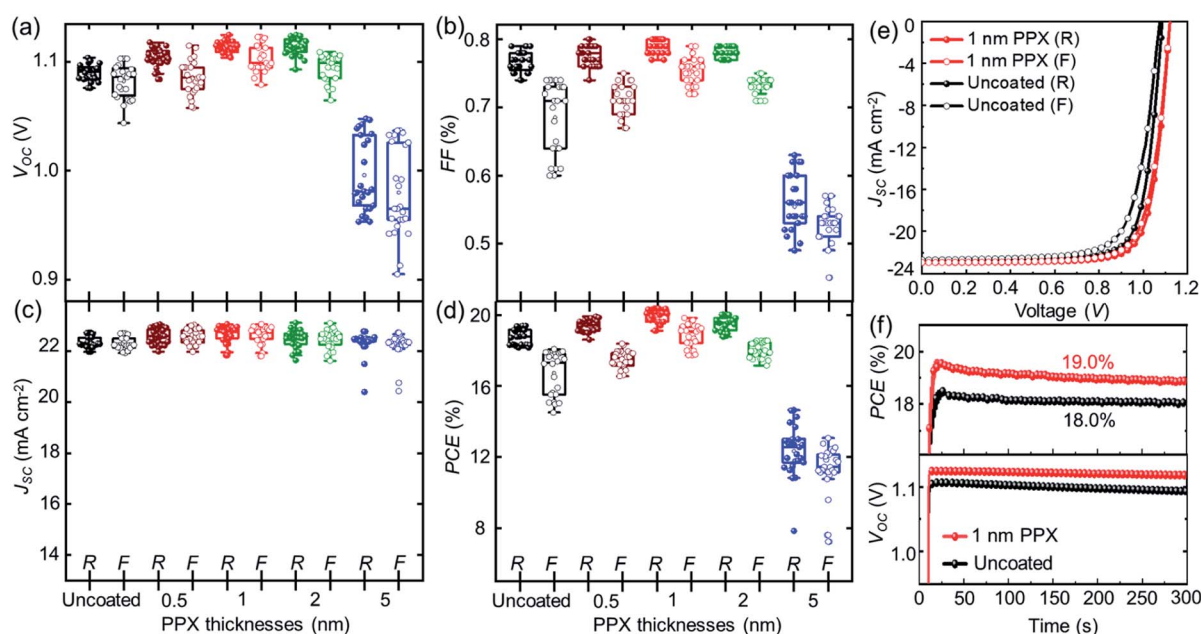 (a)
1.1
1.0
0.9
VOC (V)
(b)
0.8
0.7
0.6
0.5
FF (%)
(c)
22
20
18
16
14
JSC (mA cm-2)
R F R F R F R F R F
Uncoated 0.5 1 2 5
PPX thicknesses (nm)
(d)
20
16
12
8
PCE (%)
R F R F R F R F R F
Uncoated 0.5 1 2 5
PPX thicknesses (nm)
(e)
0
-4
-8
-12
-16
-20
-24
JSC (mA cm-2)
1 nm PPX (R)
1 nm PPX (F)
Uncoated (R)
Uncoated (F)
0.0 0.2 0.4 0.6 0.8 1.0 1.2
Voltage (V)
(f)
20
18
PCE (%)
19.0%
18.0%
1.1
1.0
VOC (V)
1 nm PPX
Uncoated
0 50 100 150 200 250 300
Time (s)